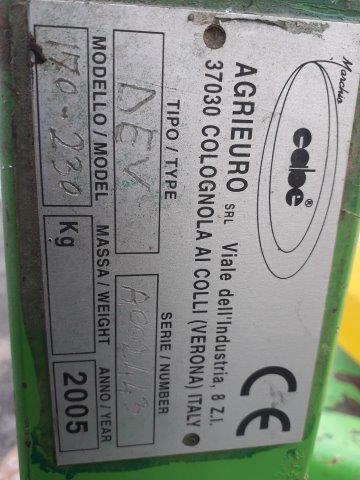 Marchio
cabe
CE
AGRIEURO SRL Viale dell'Industria, 8 Z.I.
37030 COLOGNOLA AI COLLI (VERONA) ITALY
TIPO / TYPE
SERIE / NUMBER
DEV
MODELLO / MODEL
MASSA / WEIGHT
ANNO / YEAR
170-230
Kg
2005